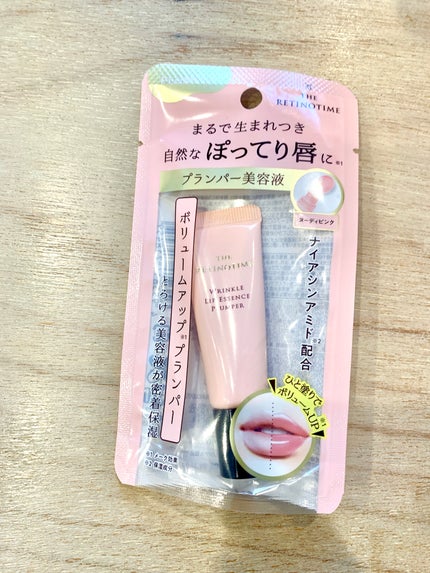 THE
RETINOTIME
まるで生まれつき
自然な ぽってり唇に ※1
プランパー美容液
ヌーディピンク
ボリュームアップ※1プランパー
とろける美容液が密着保湿
ナイアシンアミド※2配合
THE
RETINOTIME
WRINKLE
LIP ESSENCE
PLUMPER
ひと塗りで
ボリュームUP※1
※1 メーク効果
※2 保湿成分